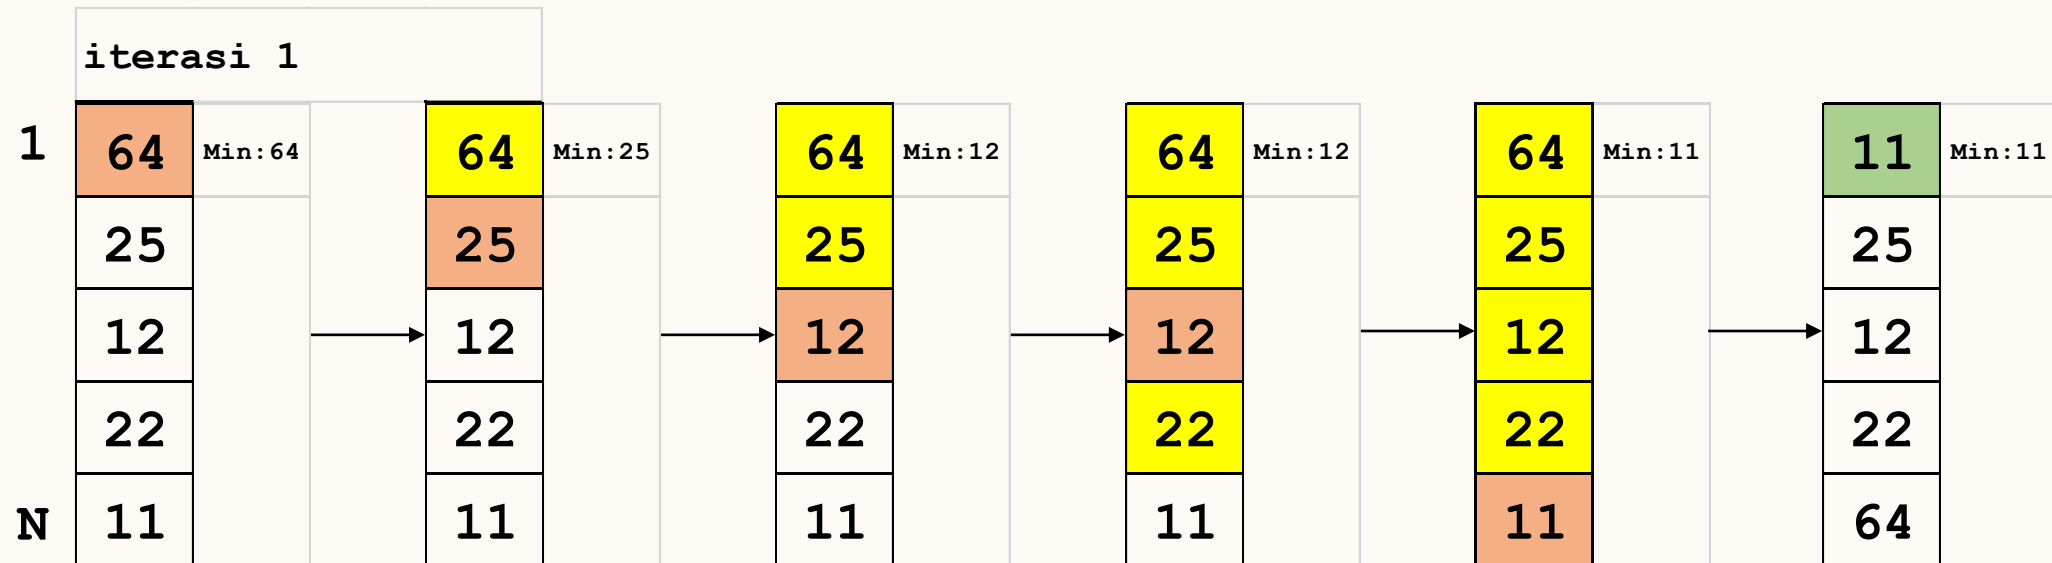 iterasi 1
1 64 Min:64 64 Min:25 64 Min:12 64 Min:12 64 Min:11 11 Min:11
25 25 25 25 25 25
12 12 12 12 12 12
22 22 22 22 22 22
N 11 11 11 11 11 64